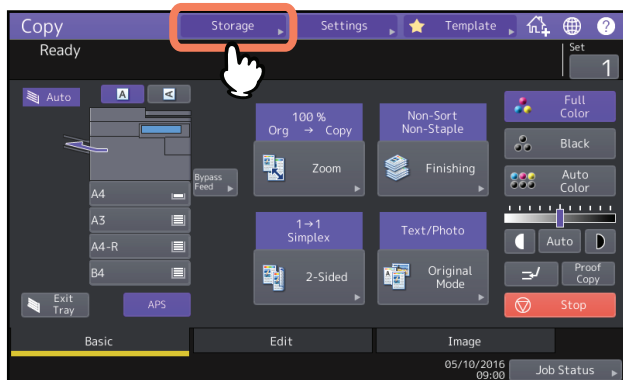 Copy
Storage
Settings
Template
?
Ready
Set
1
Auto
A
A
100 %
Org → Copy
Zoom
Non-Sort
Non-Staple
Finishing
Full
Color
Black
Auto
Color
Bypass
Feed
A4
A3
A4-R
B4
1→1
Simplex
2-Sided
Text/Photo
Original
Mode
Auto
Proof
Copy
Exit
Tray
APS
Stop
Basic
Edit
Image
05/10/2016
09:00
Job Status